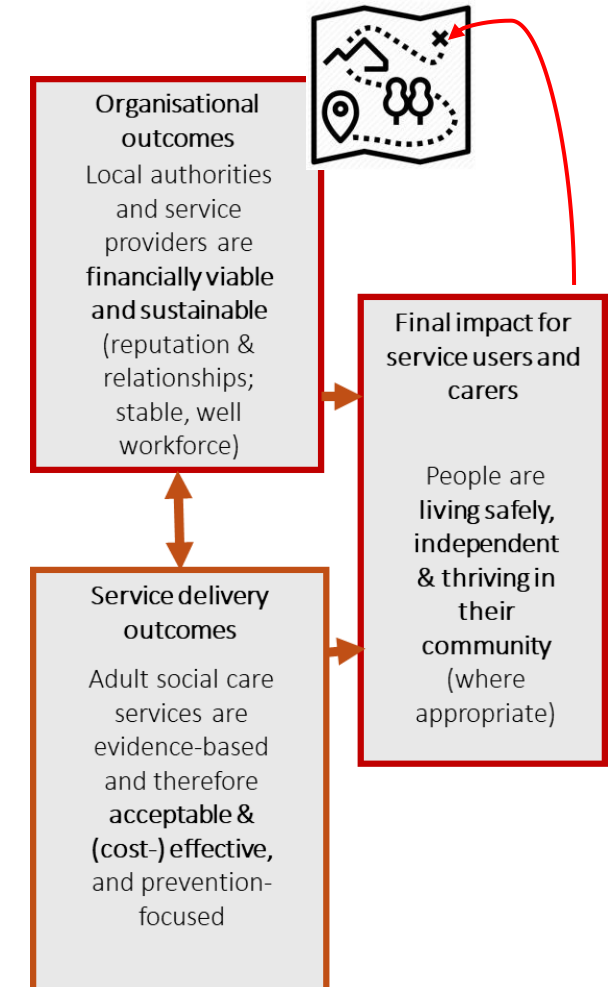 Organisational
outcomes
Local authorities
and service
providers are
financially viable
and sustainable
(reputation &
relationships;
stable, well
workforce)
Final impact for
service users and
carers
People are
living safely,
independent
& thriving in
their
community
(where
appropriate)
Service delivery
outcomes
Adult social care
services are
evidence-based
and therefore
acceptable &
(cost-) effective,
and prevention-
focused